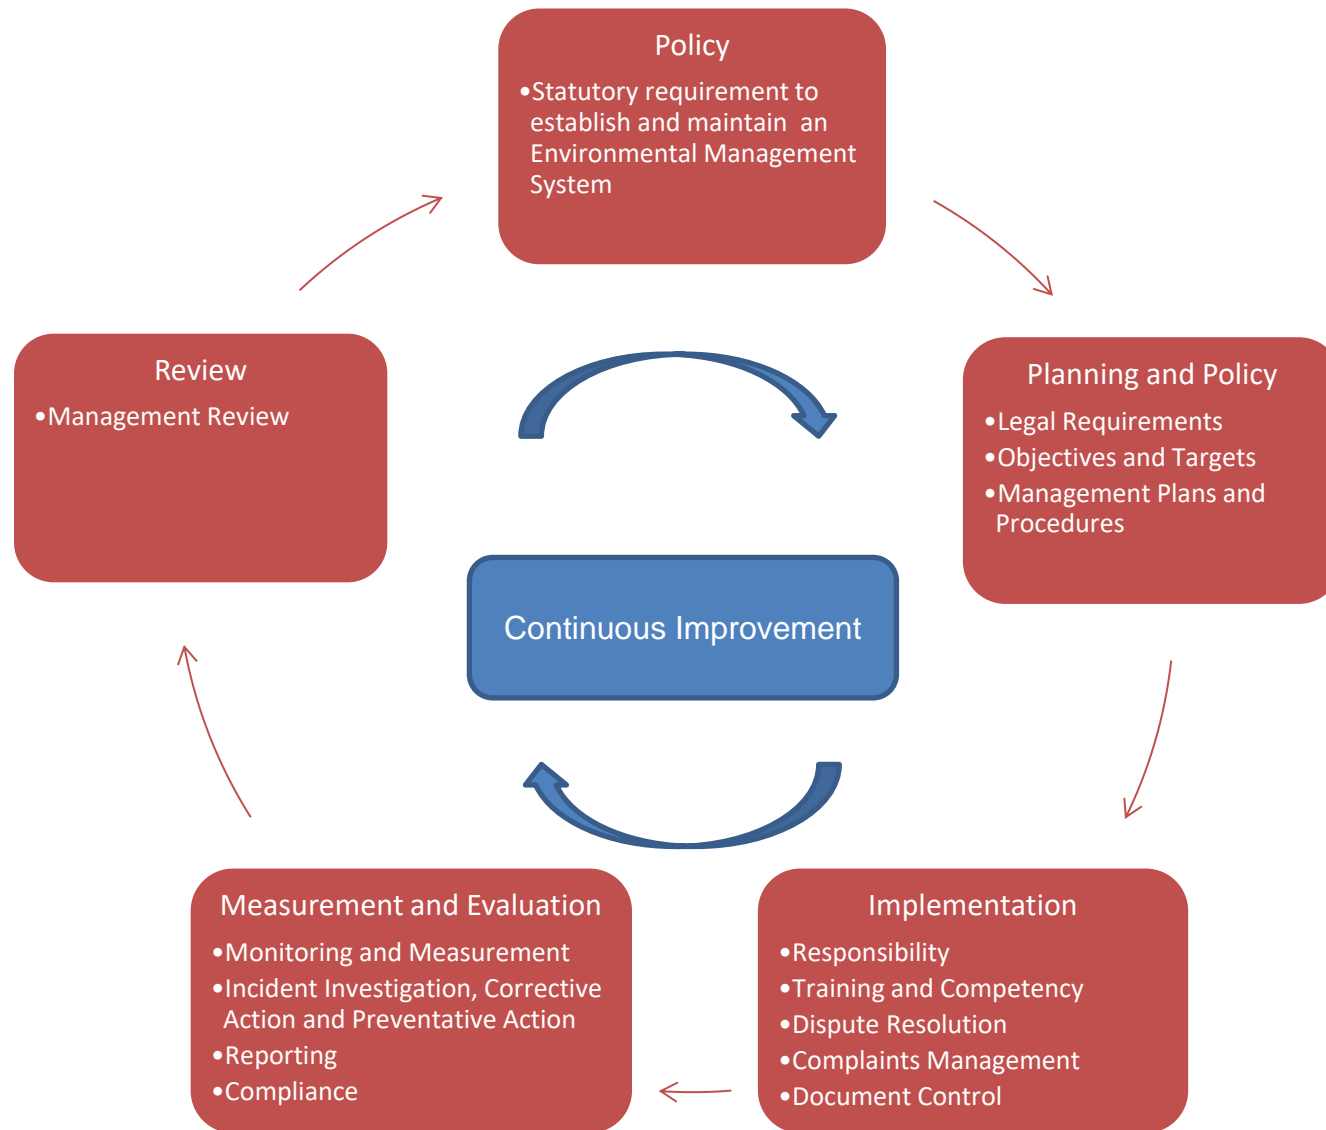 Policy
•Statutory requirement to
establish and maintain  an
Environmental Management
System
Planning and Policy
•Legal Requirements
•Objectives and Targets
•Management Plans and
Procedures
Implementation
•Responsibility
•Training and Competency
•Dispute Resolution
•Complaints Management
•Document Control
Measurement and Evaluation
•Monitoring and Measurement
•Incident Investigation, Corrective
Action and Preventative Action
•Reporting
•Compliance
Review
•Management Review
Continuous Improvement